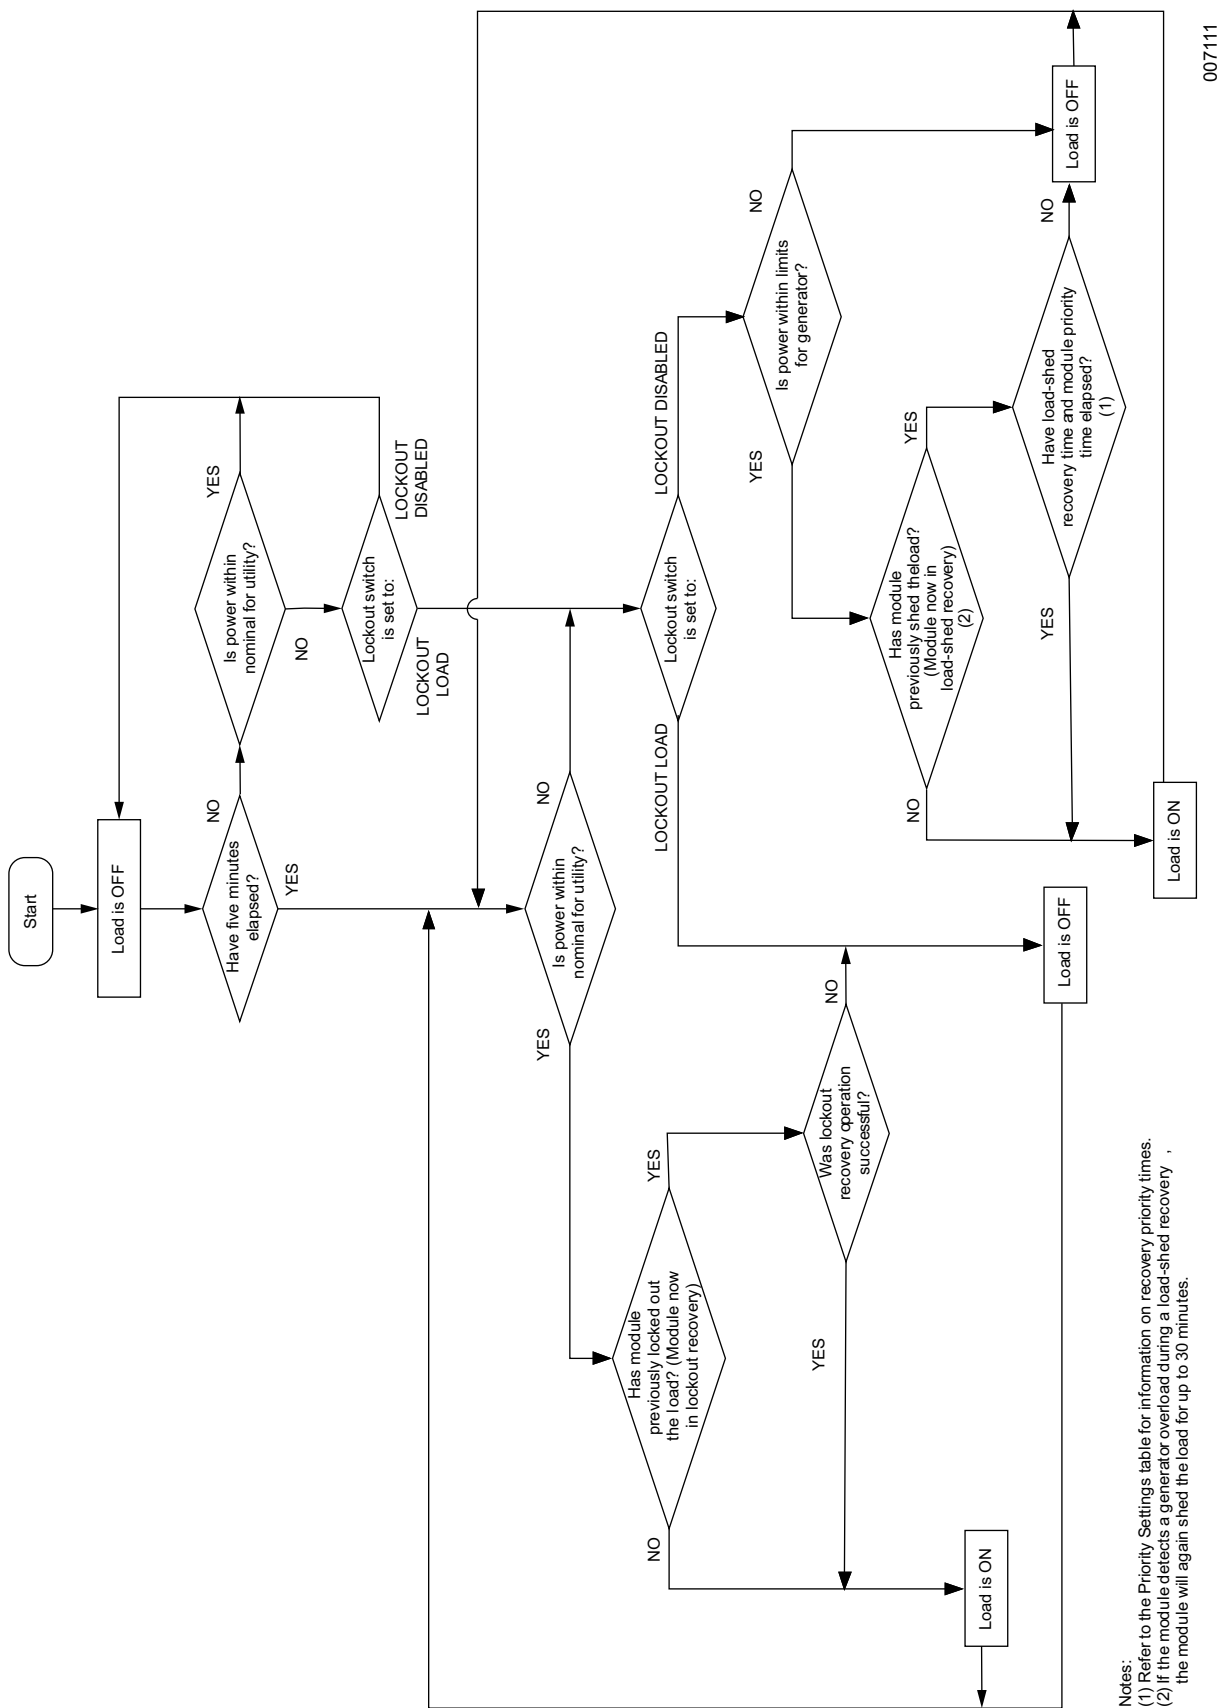 Start
Load is OFF
Have five minutes
elapsed?
NO
YES
Is power within
nominal for utility?
YES
NO
Lockout switch
is set to:
LOCKOUT
DISABLED
LOCKOUT
LOAD
Is power within
nominal for utility?
YES
NO
Has module
previously locked out
the load? (Module now
in lockout recovery)
NO
YES
Was lockout
recovery operation
successful?
YES
NO
Load is ON
Load is OFF
Lockout switch
is set to:
LOCKOUT LOAD
LOCKOUT DISABLED
Is power within limits
for generator?
YES
NO
Has module
previously shed theload?
(Module now in
load-shed recovery)
(2)
NO
YES
Have load-shed
recovery time and module priority
time elapsed?
(1)
YES
NO
Load is ON
Load is OFF
Notes:
(1) Refer to the Priority Settings table for information on recovery priority times.
(2) If the module detects a generator overload during a load-shed recovery ,
the module will again shed the load for up to 30 minutes.
007111